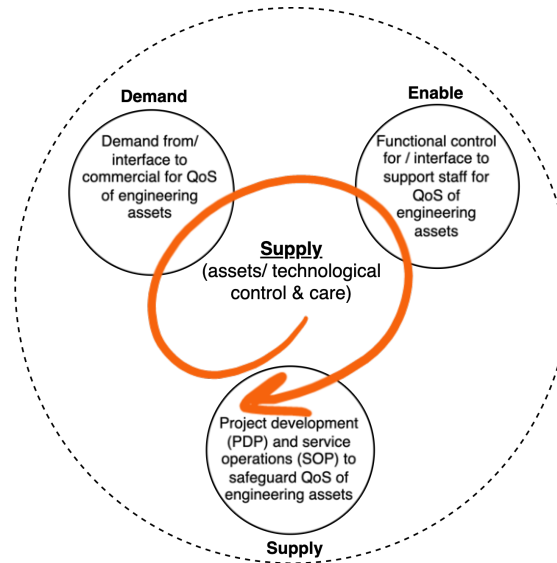 Demand
Demand from/
interface to
commercial for QoS
of engineering
assets
Enable
Functional control
for / interface to
support staff for
QoS of
engineering
assets
Supply
(assets/ technological
control & care)
Project development
(PDP) and service
operations (SOP) to
safeguard QoS of
engineering assets
Supply